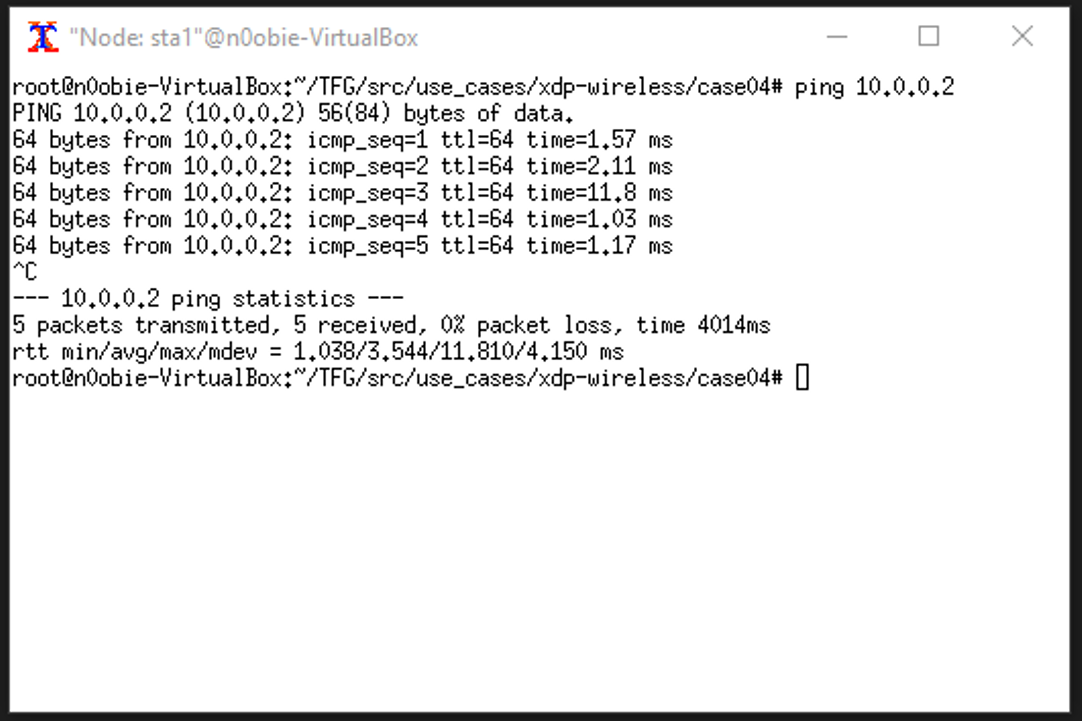 "Node: sta1"@n0obie-VirtualBox
root@n0obie-VirtualBox:~/TFG/src/use_cases/xdp-wireless/case04# ping 10.0.0.2
PING 10.0.0.2 (10.0.0.2) 56(84) bytes of data.
64 bytes from 10.0.0.2: icmp_seq=1 ttl=64 time=1.57 ms
64 bytes from 10.0.0.2: icmp_seq=2 ttl=64 time=2.11 ms
64 bytes from 10.0.0.2: icmp_seq=3 ttl=64 time=11.8 ms
64 bytes from 10.0.0.2: icmp_seq=4 ttl=64 time=1.03 ms
64 bytes from 10.0.0.2: icmp_seq=5 ttl=64 time=1.17 ms
^C
--- 10.0.0.2 ping statistics ---
5 packets transmitted, 5 received, 0% packet loss, time 4014ms
rtt min/avg/max/mdev = 1.038/3.544/11.810/4.150 ms
root@n0obie-VirtualBox:~/TFG/src/use_cases/xdp-wireless/case04#